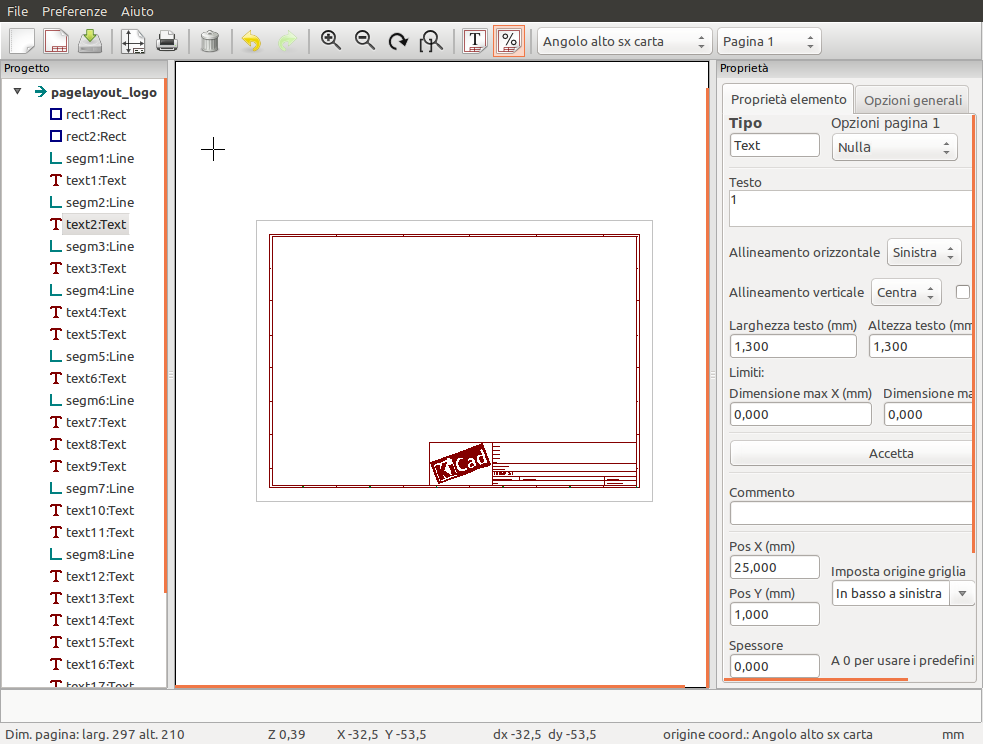 File Preferenze Aiuto
Angolo alto sx carta Pagina 1
Progetto
pagelayout_logo
rect1:Rect
rect2:Rect
segm1:Line
text1:Text
segm2:Line
text2:Text
segm3:Line
text3:Text
segm4:Line
text4:Text
text5:Text
segm5:Line
text6:Text
segm6:Line
text7:Text
text8:Text
text9:Text
segm7:Line
text10:Text
text11:Text
segm8:Line
text12:Text
text13:Text
text14:Text
text15:Text
text16:Text
text17:Text
KiCad
Proprietà
Proprietà elemento Opzioni generali
Tipo Opzioni pagina 1
Text Nulla
Testo
1
Allineamento orizzontale Sinistra
Allineamento verticale Centra
Larghezza testo (mm) Altezza testo (mm
1,300 1,300
Limiti:
Dimensione max X (mm) Dimensione ma
0,000 0,000
Accetta
Commento
Pos X (mm)
25,000 Imposta origine griglia
Pos Y (mm) In basso a sinistra
1,000
Spessore
0,000 A 0 per usare i predefini
Dim. pagina: larg. 297 alt. 210 Z 0,39 X -32,5 Y -53,5 dx -32,5 dy -53,5 origine coord.: Angolo alto sx carta mm